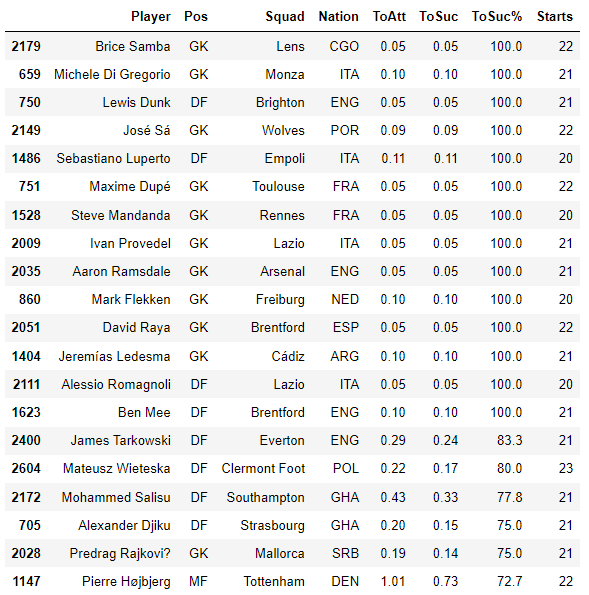 Player Pos Squad Nation ToAtt ToSuc ToSuc% Starts
2179 Brice Samba GK Lens CGO 0.05 0.05 100.0 22
659 Michele Di Gregorio GK Monza ITA 0.10 0.10 100.0 21
750 Lewis Dunk DF Brighton ENG 0.05 0.05 100.0 21
2149 José Sá GK Wolves POR 0.09 0.09 100.0 22
1486 Sebastiano Luperto DF Empoli ITA 0.11 0.11 100.0 20
751 Maxime Dupé GK Toulouse FRA 0.05 0.05 100.0 22
1528 Steve Mandanda GK Rennes FRA 0.05 0.05 100.0 20
2009 Ivan Provedel GK Lazio ITA 0.05 0.05 100.0 21
2035 Aaron Ramsdale GK Arsenal ENG 0.05 0.05 100.0 21
860 Mark Flekken GK Freiburg NED 0.10 0.10 100.0 20
2051 David Raya GK Brentford ESP 0.05 0.05 100.0 22
1404 Jeremías Ledesma GK Cádiz ARG 0.10 0.10 100.0 21
2111 Alessio Romagnoli DF Lazio ITA 0.05 0.05 100.0 20
1623 Ben Mee DF Brentford ENG 0.10 0.10 100.0 21
2400 James Tarkowski DF Everton ENG 0.29 0.24 83.3 21
2604 Mateusz Wieteska DF Clermont Foot POL 0.22 0.17 80.0 23
2172 Mohammed Salisu DF Southampton GHA 0.43 0.33 77.8 21
705 Alexander Djiku DF Strasbourg GHA 0.20 0.15 75.0 21
2028 Predrag Rajkovi? GK Mallorca SRB 0.19 0.14 75.0 21
1147 Pierre Højbjerg MF Tottenham DEN 1.01 0.73 72.7 22